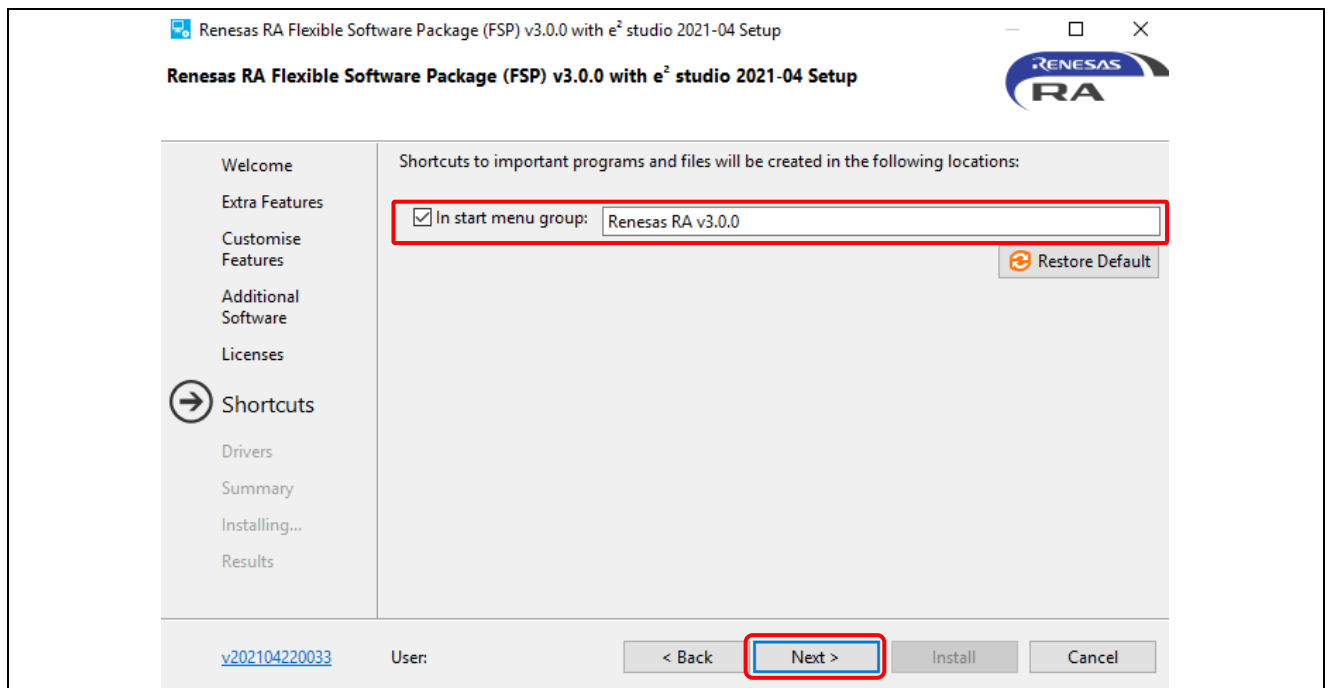 Renesas RA Flexible Software Package (FSP) v3.0.0 with e² studio 2021-04 Setup
Renesas RA Flexible Software Package (FSP) v3.0.0 with e² studio 2021-04 Setup
RENESAS
RA
Welcome
Extra Features
Customise
Features
Additional
Software
Licenses
Shortcuts
Drivers
Summary
Installing...
Results
Shortcuts to important programs and files will be created in the following locations:
In start menu group: Renesas RA v3.0.0
Restore Default
v202104220033 User: < Back Next > Install Cancel